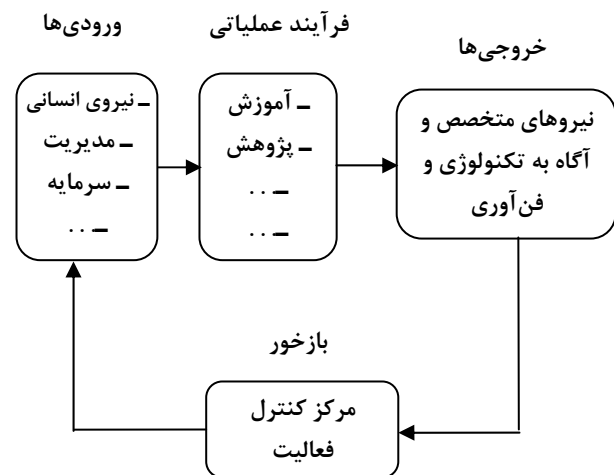 ورودی‌ها
ـ نیروی انسانی
ـ مدیریت
ـ سرمایه
ـ ...
فرآیند عملیاتی
ـ آموزش
ـ پژوهش
ـ ...
ـ ...
خروجی‌ها
نیروهای متخصص و
آگاه به تکنولوژی و
فن‌آوری
بازخور
مرکز کنترل
فعالیت